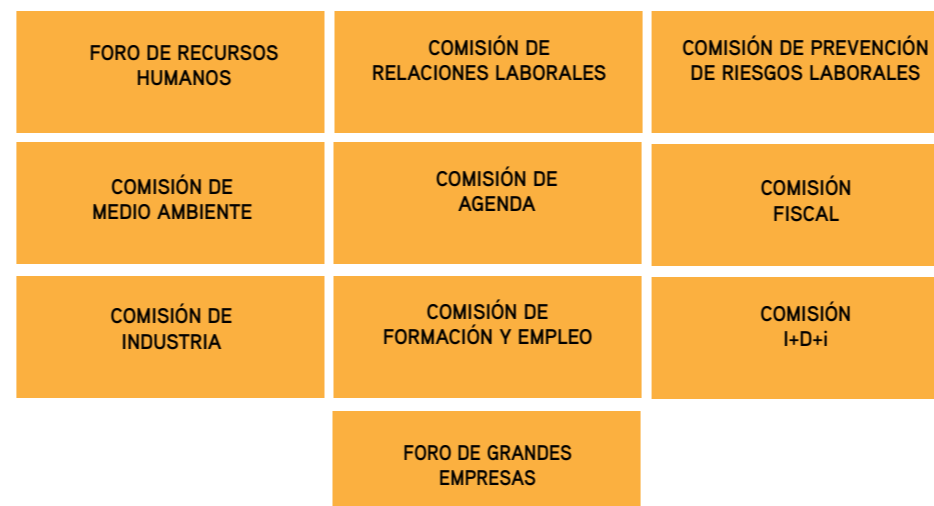 FORO DE RECURSOS
HUMANOS
COMISIÓN DE
RELACIONES LABORALES
COMISIÓN DE PREVENCIÓN
DE RIESGOS LABORALES
COMISIÓN DE
MEDIO AMBIENTE
COMISIÓN DE
AGENDA
COMISIÓN
FISCAL
COMISIÓN DE
INDUSTRIA
COMISIÓN DE
FORMACIÓN Y EMPLEO
COMISIÓN
I+D+i
FORO DE GRANDES
EMPRESAS